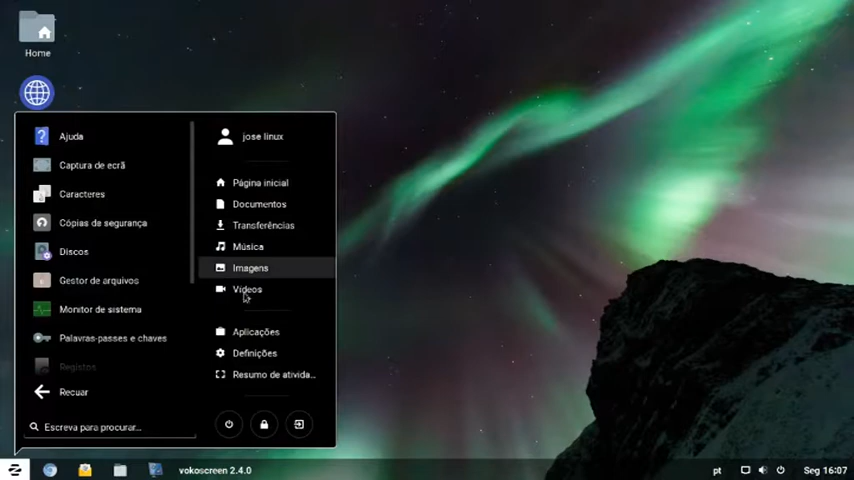 Home
Ajuda
Captura de ecrã
Caracteres
Cópias de segurança
Discos
Gestor de arquivos
Monitor de sistema
Palavras-passes e chaves
Registos
Recuar
Escreva para procurar...
jose linux
Página inicial
Documentos
Transferências
Música
Imagens
Vídeos
Aplicações
Definições
Resumo de ativida...
vokoscreen 2.4.0
pt
Seg 16:07